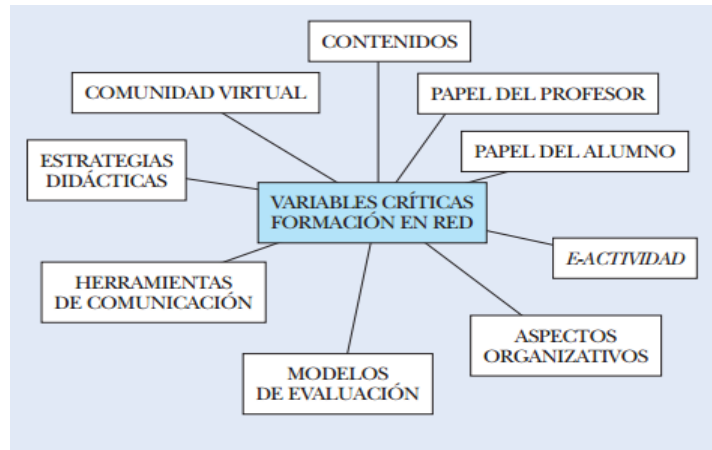 CONTENIDOS
COMUNIDAD VIRTUAL
PAPEL DEL PROFESOR
ESTRATEGIAS
DIDÁCTICAS
PAPEL DEL ALUMNO
VARIABLES CRÍTICAS
FORMACIÓN EN RED
E-ACTIVIDAD
HERRAMIENTAS
DE COMUNICACIÓN
ASPECTOS
ORGANIZATIVOS
MODELOS
DE EVALUACIÓN